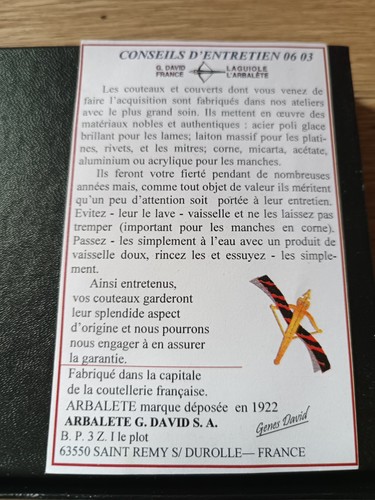 CONSEILS D'ENTRETIEN 06 03
G. DAVID LAGUIOLE
FRANCE L'ARBALÈTE
Les couteaux et couverts dont vous venez de
faire l'acquisition sont fabriqués dans nos ateliers
avec le plus grand soin. Ils mettent en œuvre des
matériaux nobles et authentiques : acier poli glace
brillant pour les lames; laiton massif pour les plati-
nes, rivets, et les mitres; corne, micarta, acétate,
aluminium ou acrylique pour les manches.
Ils feront votre fierté pendant de nombreuses
années mais, comme tout objet de valeur ils méritent
qu'un peu d'attention soit portée à leur entretien.
Evitez - leur le lave - vaisselle et ne les laissez pas
tremper (important pour les manches en corne).
Passez - les simplement à l'eau avec un produit de
vaisselle doux, rincez les et essuyez - les simple-
ment.
Ainsi entretenus,
vos couteaux garderont
leur splendide aspect
d'origine et nous pourrons
nous engager à en assurer
la garantie.
Fabriqué dans la capitale
de la coutellerie française.
ARBALETE marque déposée en 1922
ARBALETE G. DAVID S. A.
Genes David
B. P. 3 Z. I le plot
63550 SAINT REMY S/ DUROLLE— FRANCE